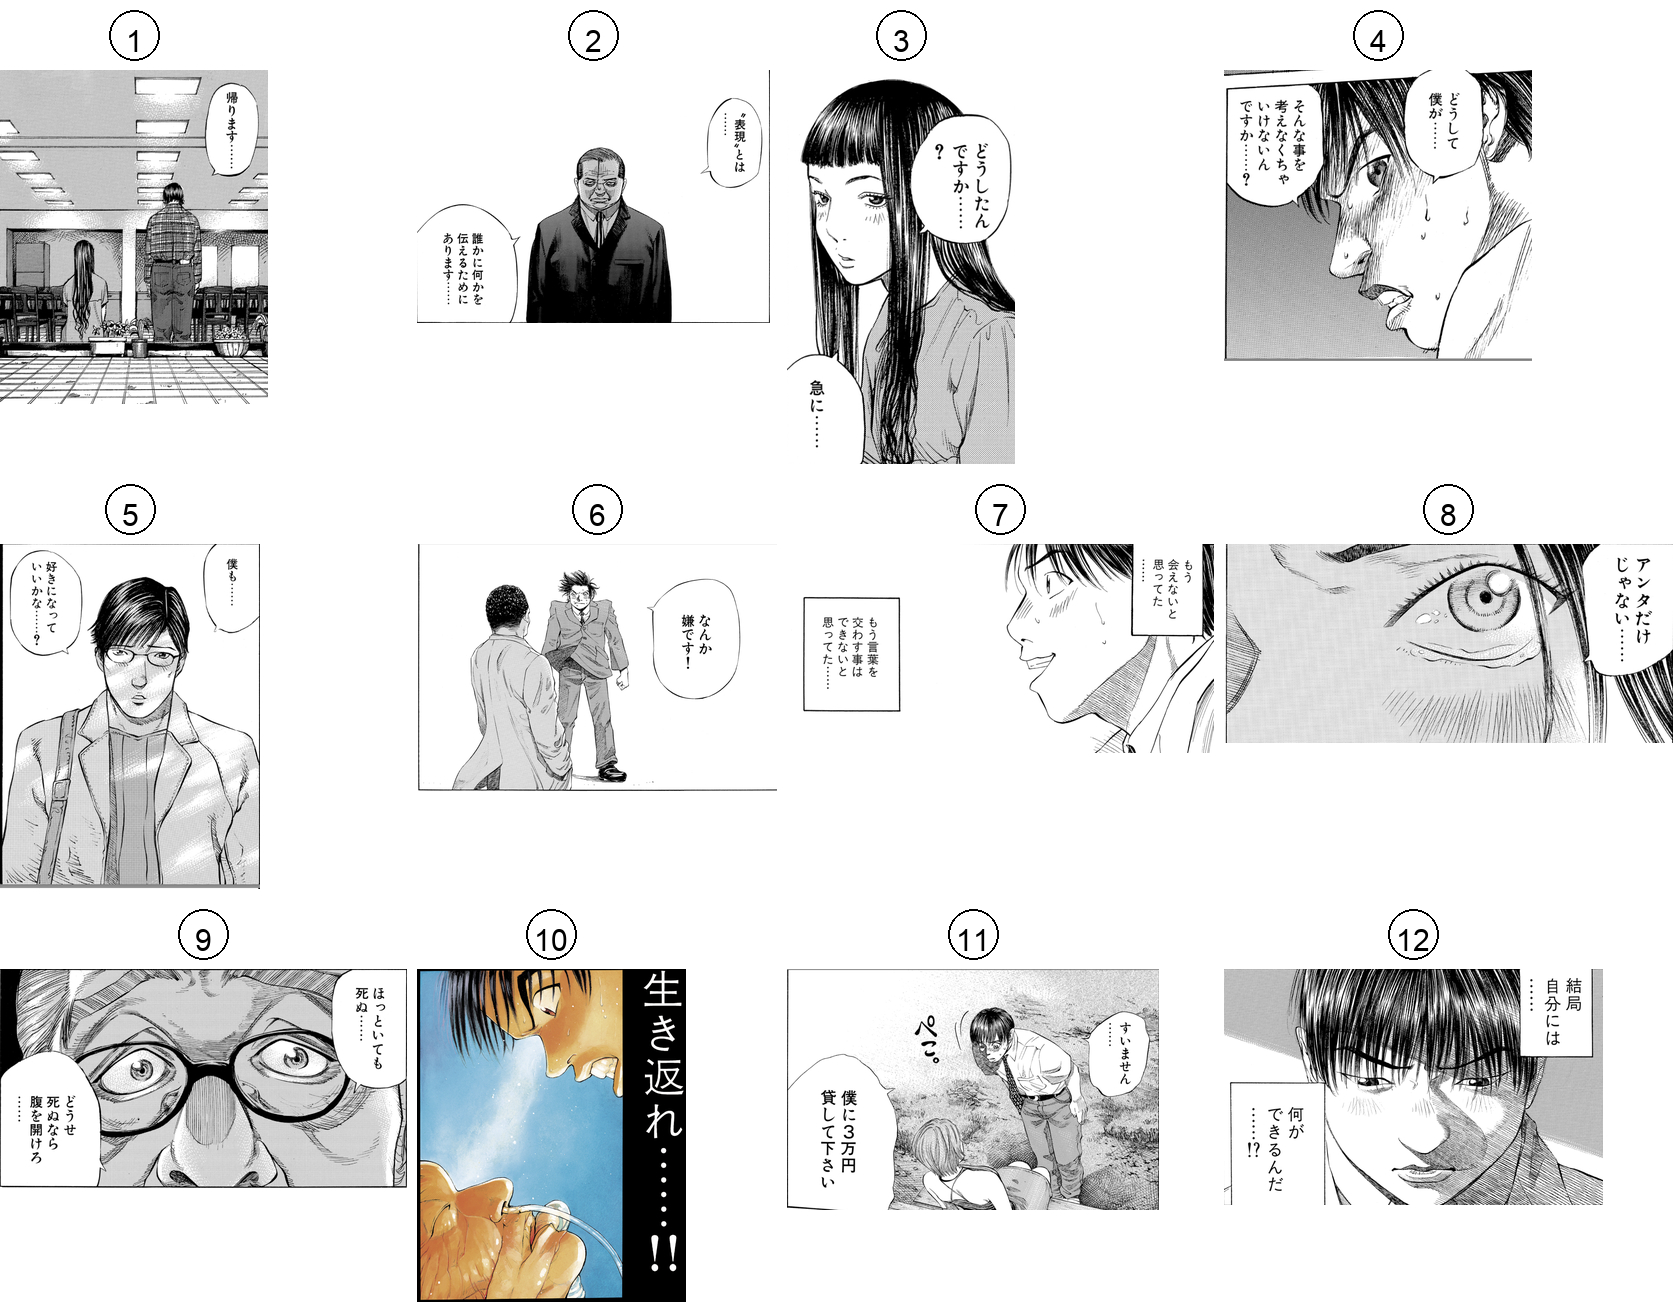 1
帰ります……
2
〝表現〟とは
……
誰かに何かを
伝えるために
あります……
3
どうしたん
ですか……
?
急に……
4
どうして
僕が……
そんな事を
考えなくちゃ
いけないん
ですか……?
5
僕も……
好きになって
いいかな……?
6
なんか
嫌です!
7
もう
会えないと
思ってた
……
もう言葉を
交わす事は
できないと
思ってた……
8
アンタだけ
じゃない……
9
ほっといても
死ぬ……
どうせ
死ぬなら
腹を開けろ
……
10
生き返れ……!!
11
すいません
……
ペこ。
僕に3万円
貸して下さい
12
結局
自分には
……
何が
できるんだ
……!?